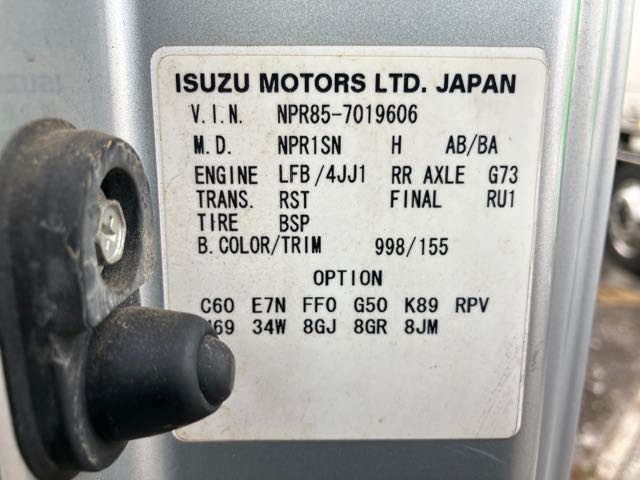 ISUZU MOTORS LTD. JAPAN
V.I.N. NPR85-7019606
M.D. NPR1SN H AB/BA
ENGINE LFB/4JJ1 RR AXLE G73
TRANS. RST FINAL RU1
TIRE BSP
B.COLOR/TRIM 998/155
OPTION
C60 E7N FF0 G50 K89 RPV
34W 8GJ 8GR 8JM